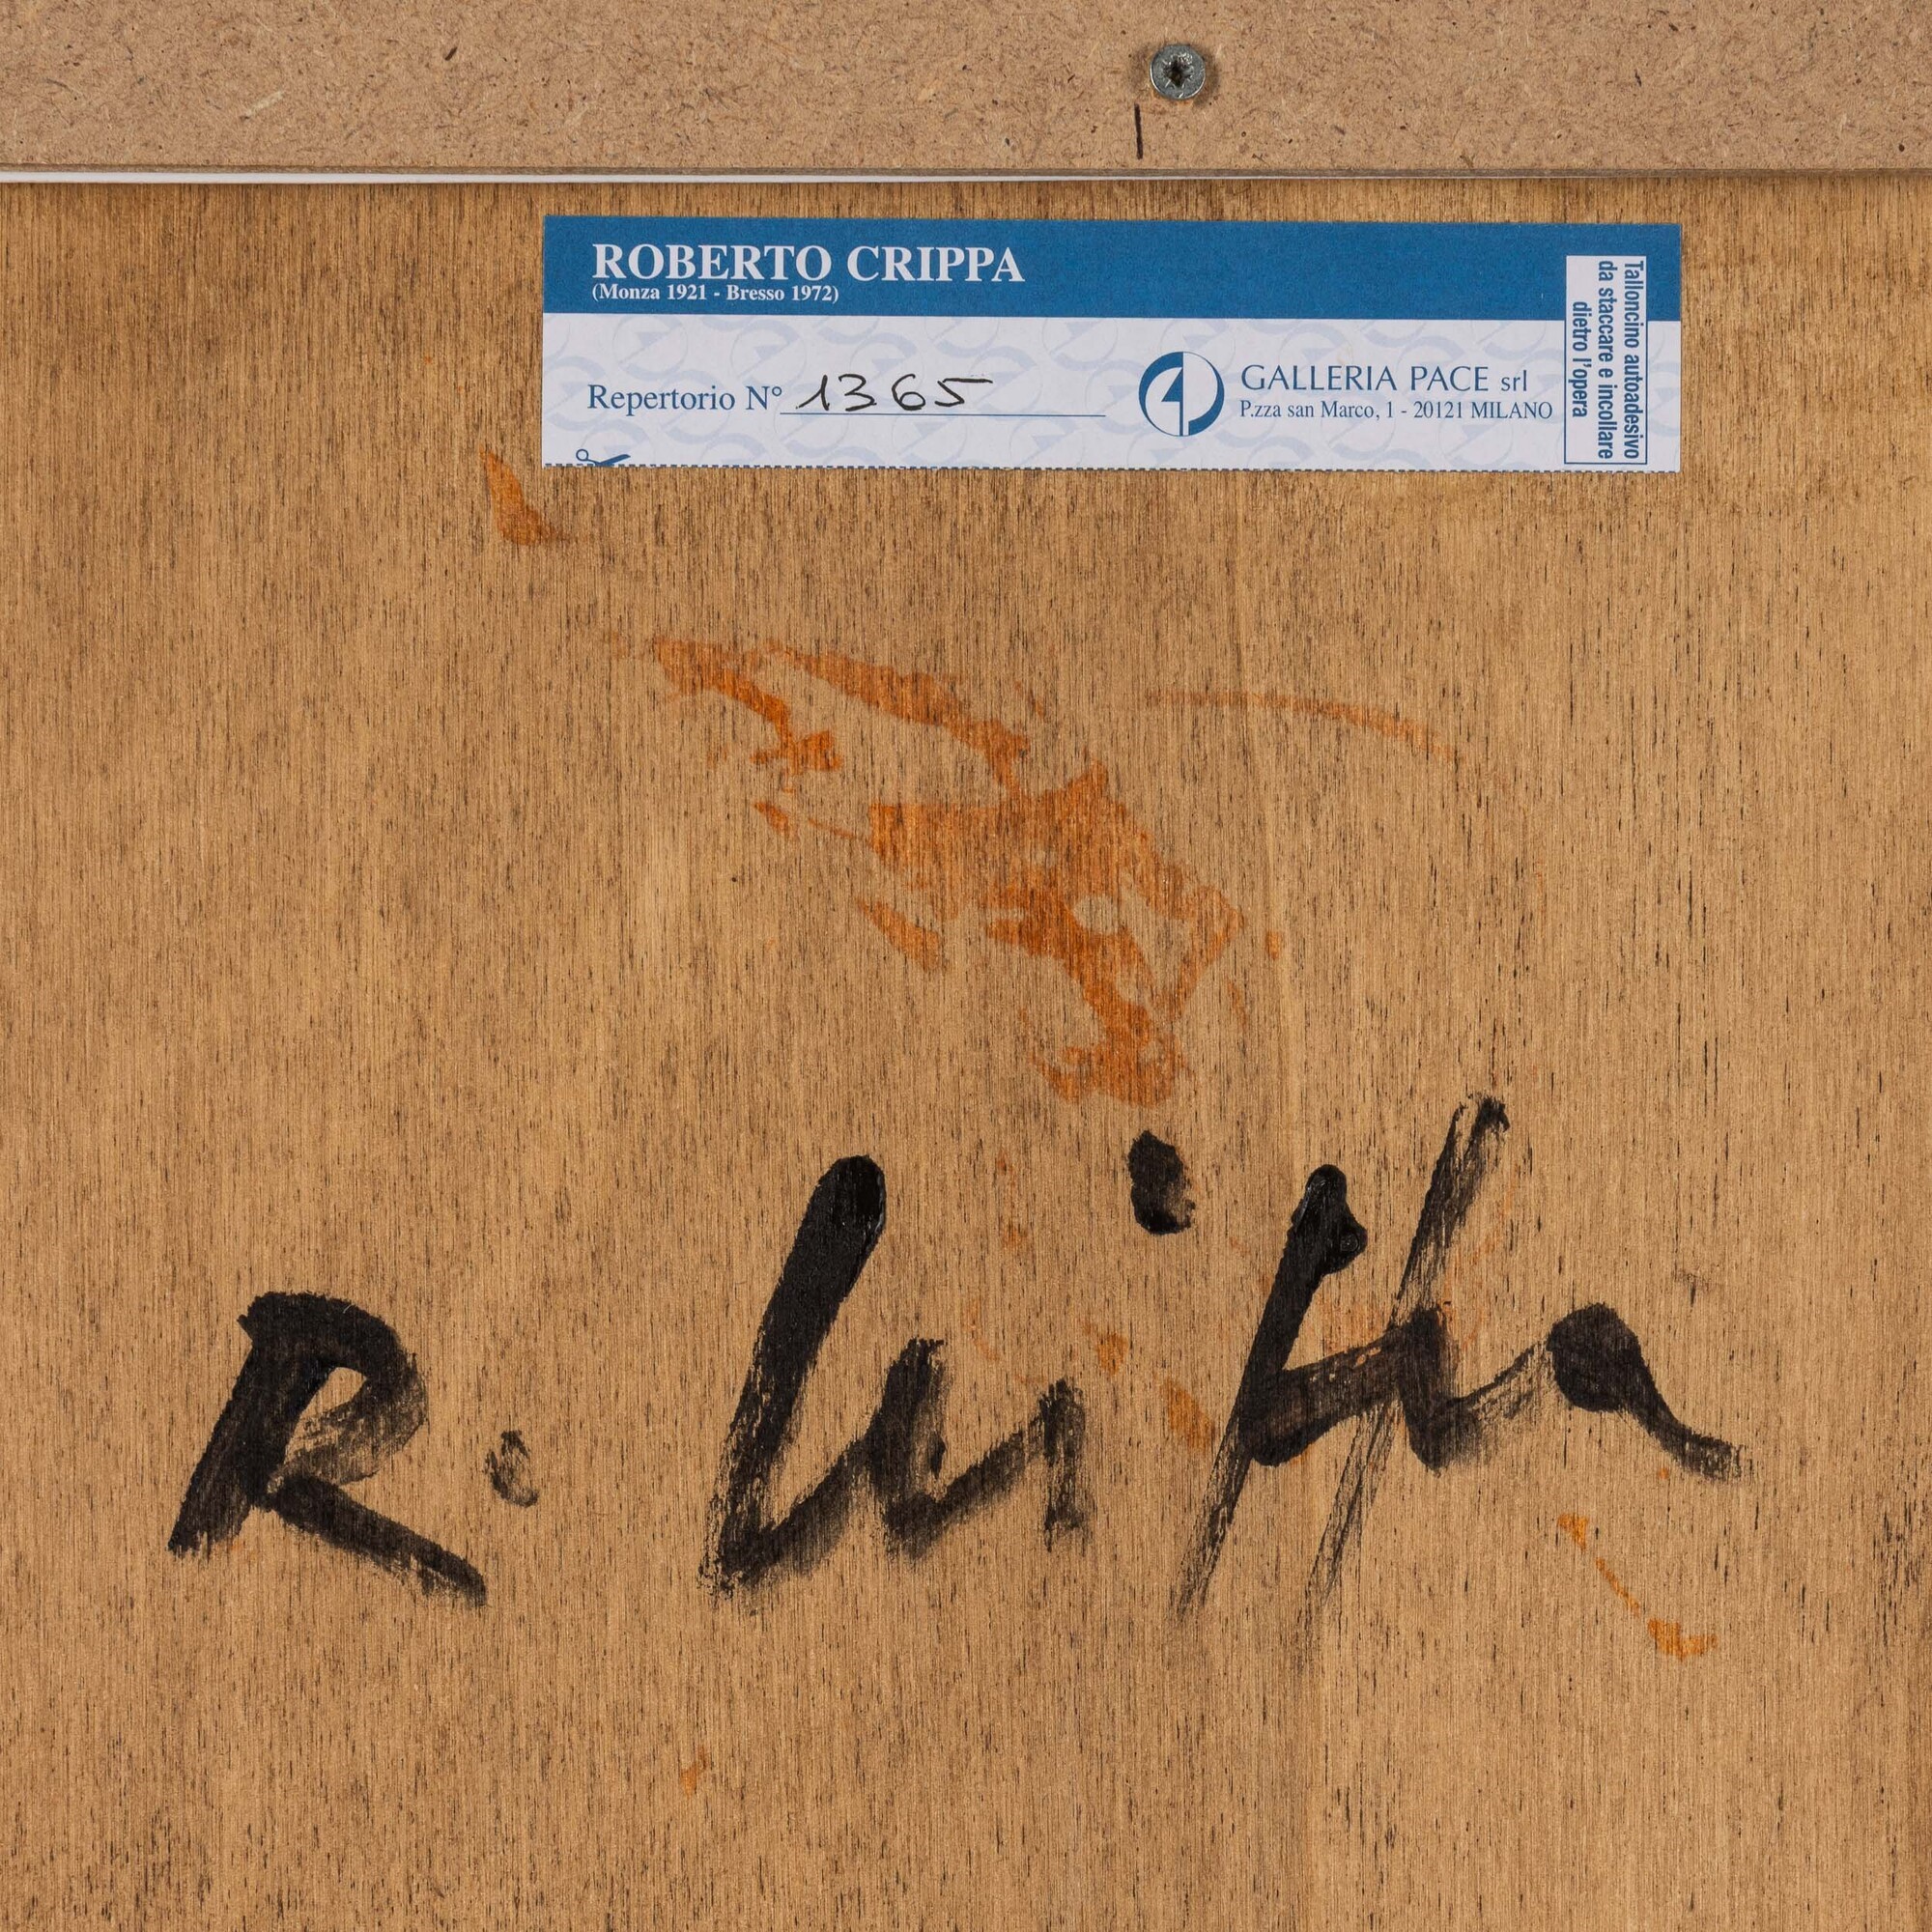 ROBERTO CRIPPA
(Monza 1921 - Bresso 1972)
Repertorio N° 1365
GALLERIA PACE srl
P.zza san Marco, 1 - 20121 MILANO
Talloncino autoadesivo
da staccare e incollare
dietro l'opera
R. Crippa